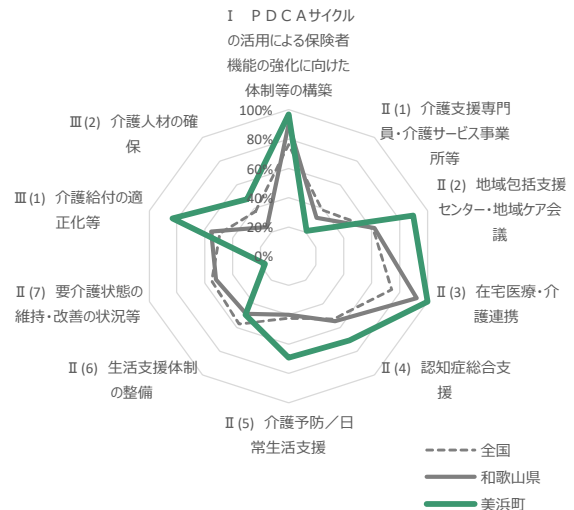 Ⅰ　ＰＤＣＡサイクル
の活用による保険者
機能の強化に向けた
体制等の構築
Ⅱ(1)　介護支援専門
員・介護サービス事業
所等
Ⅱ(2)　地域包括支援
センター・地域ケア会
議
Ⅱ(3)　在宅医療・介
護連携
Ⅱ(4)　認知症総合支
援
Ⅱ(5)　介護予防／日
常生活支援
Ⅱ(6)　生活支援体制
の整備
Ⅱ(7)　要介護状態の
維持・改善の状況等
Ⅲ(1)　介護給付の適
正化等
Ⅲ(2)　介護人材の確
保
100%
80%
60%
40%
20%
0%
全国
和歌山県
美浜町